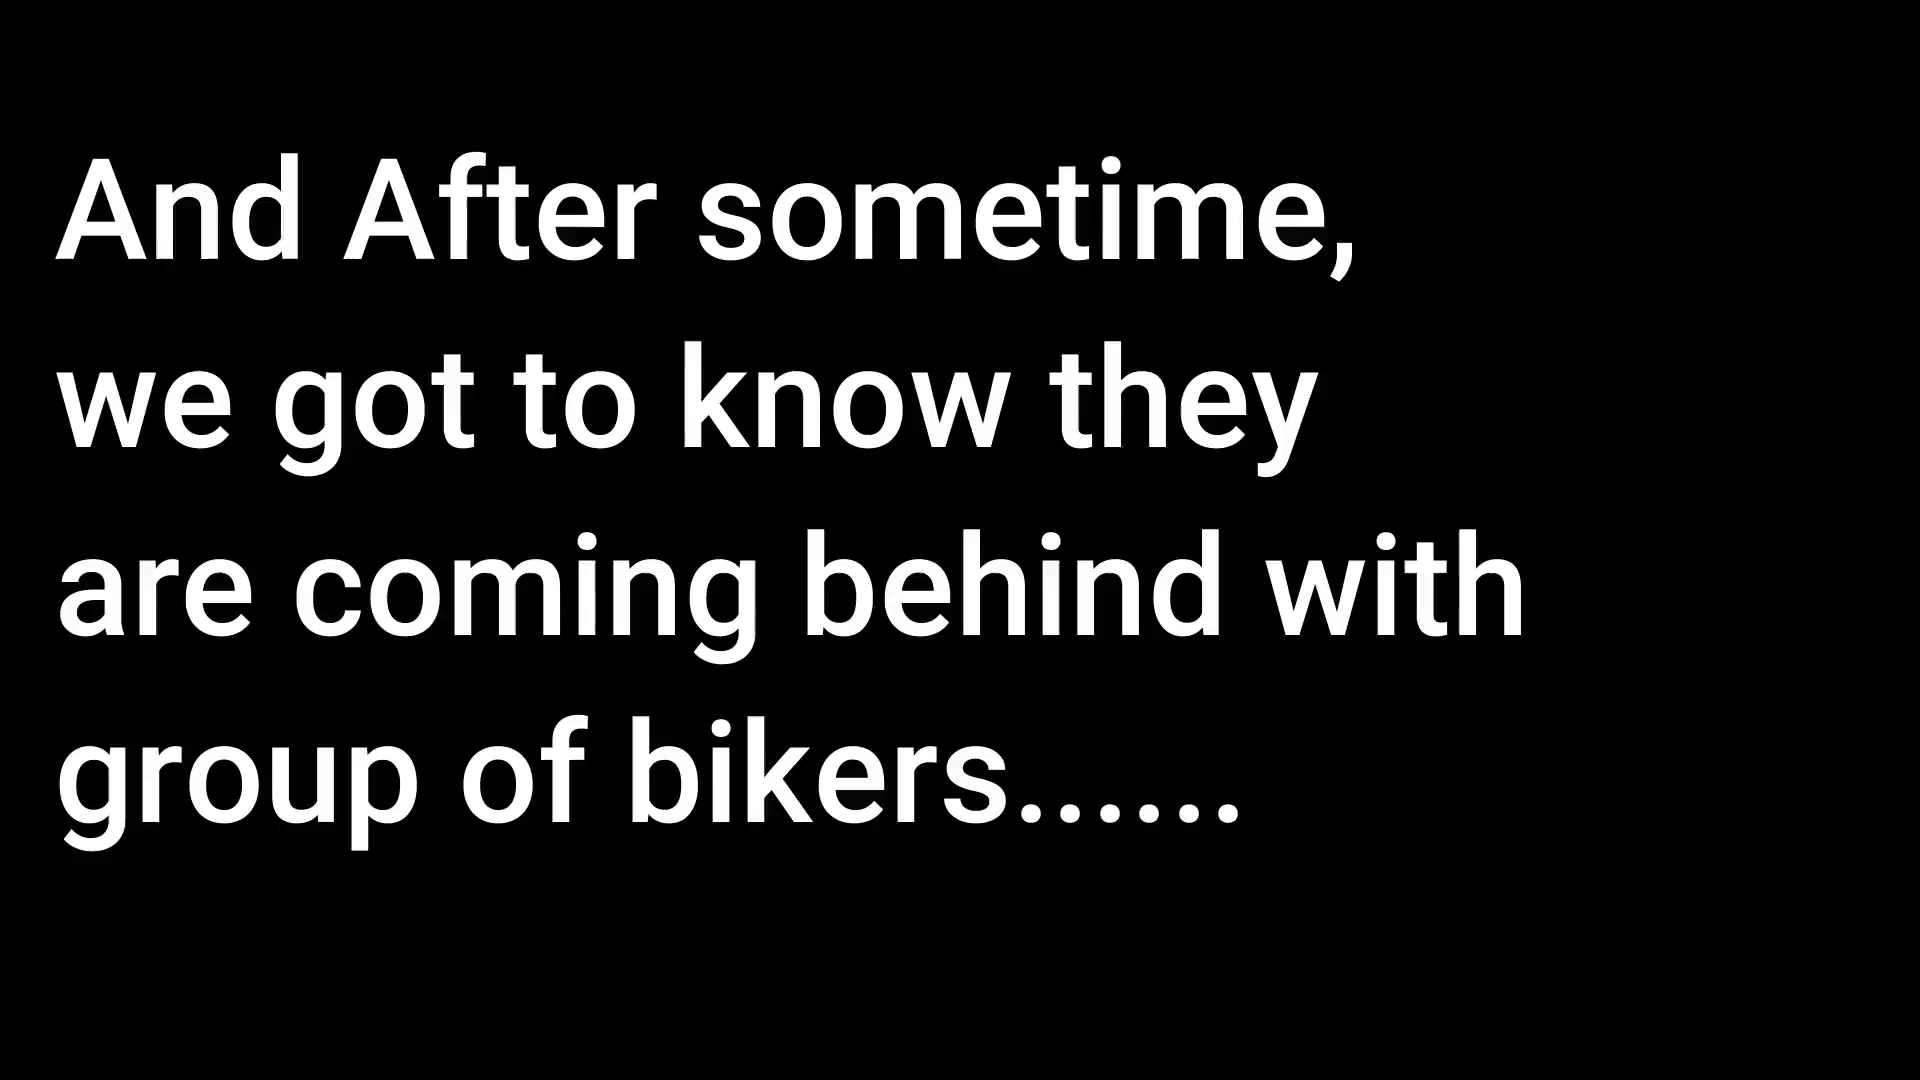 And After sometime,
we got to know they
are coming behind with
group of bikers......